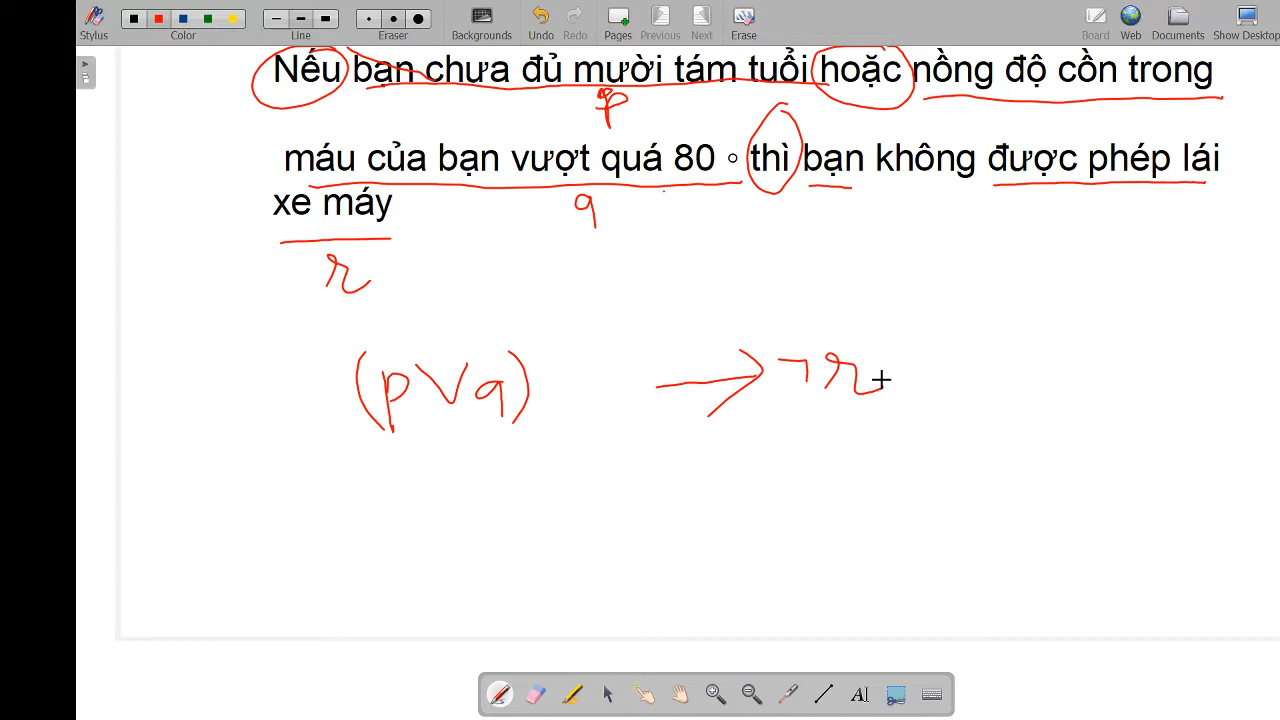 Stylus Color Line Eraser Backgrounds Undo Redo Pages Previous Next Erase Board Web Documents Show Desktop
Nếu bạn chưa đủ mười tám tuổi hoặc nồng độ cồn trong
p
máu của bạn vượt quá 80 ° thì bạn không được phép lái
q
xe máy
r
(p ∨ q) → ¬ r
AI